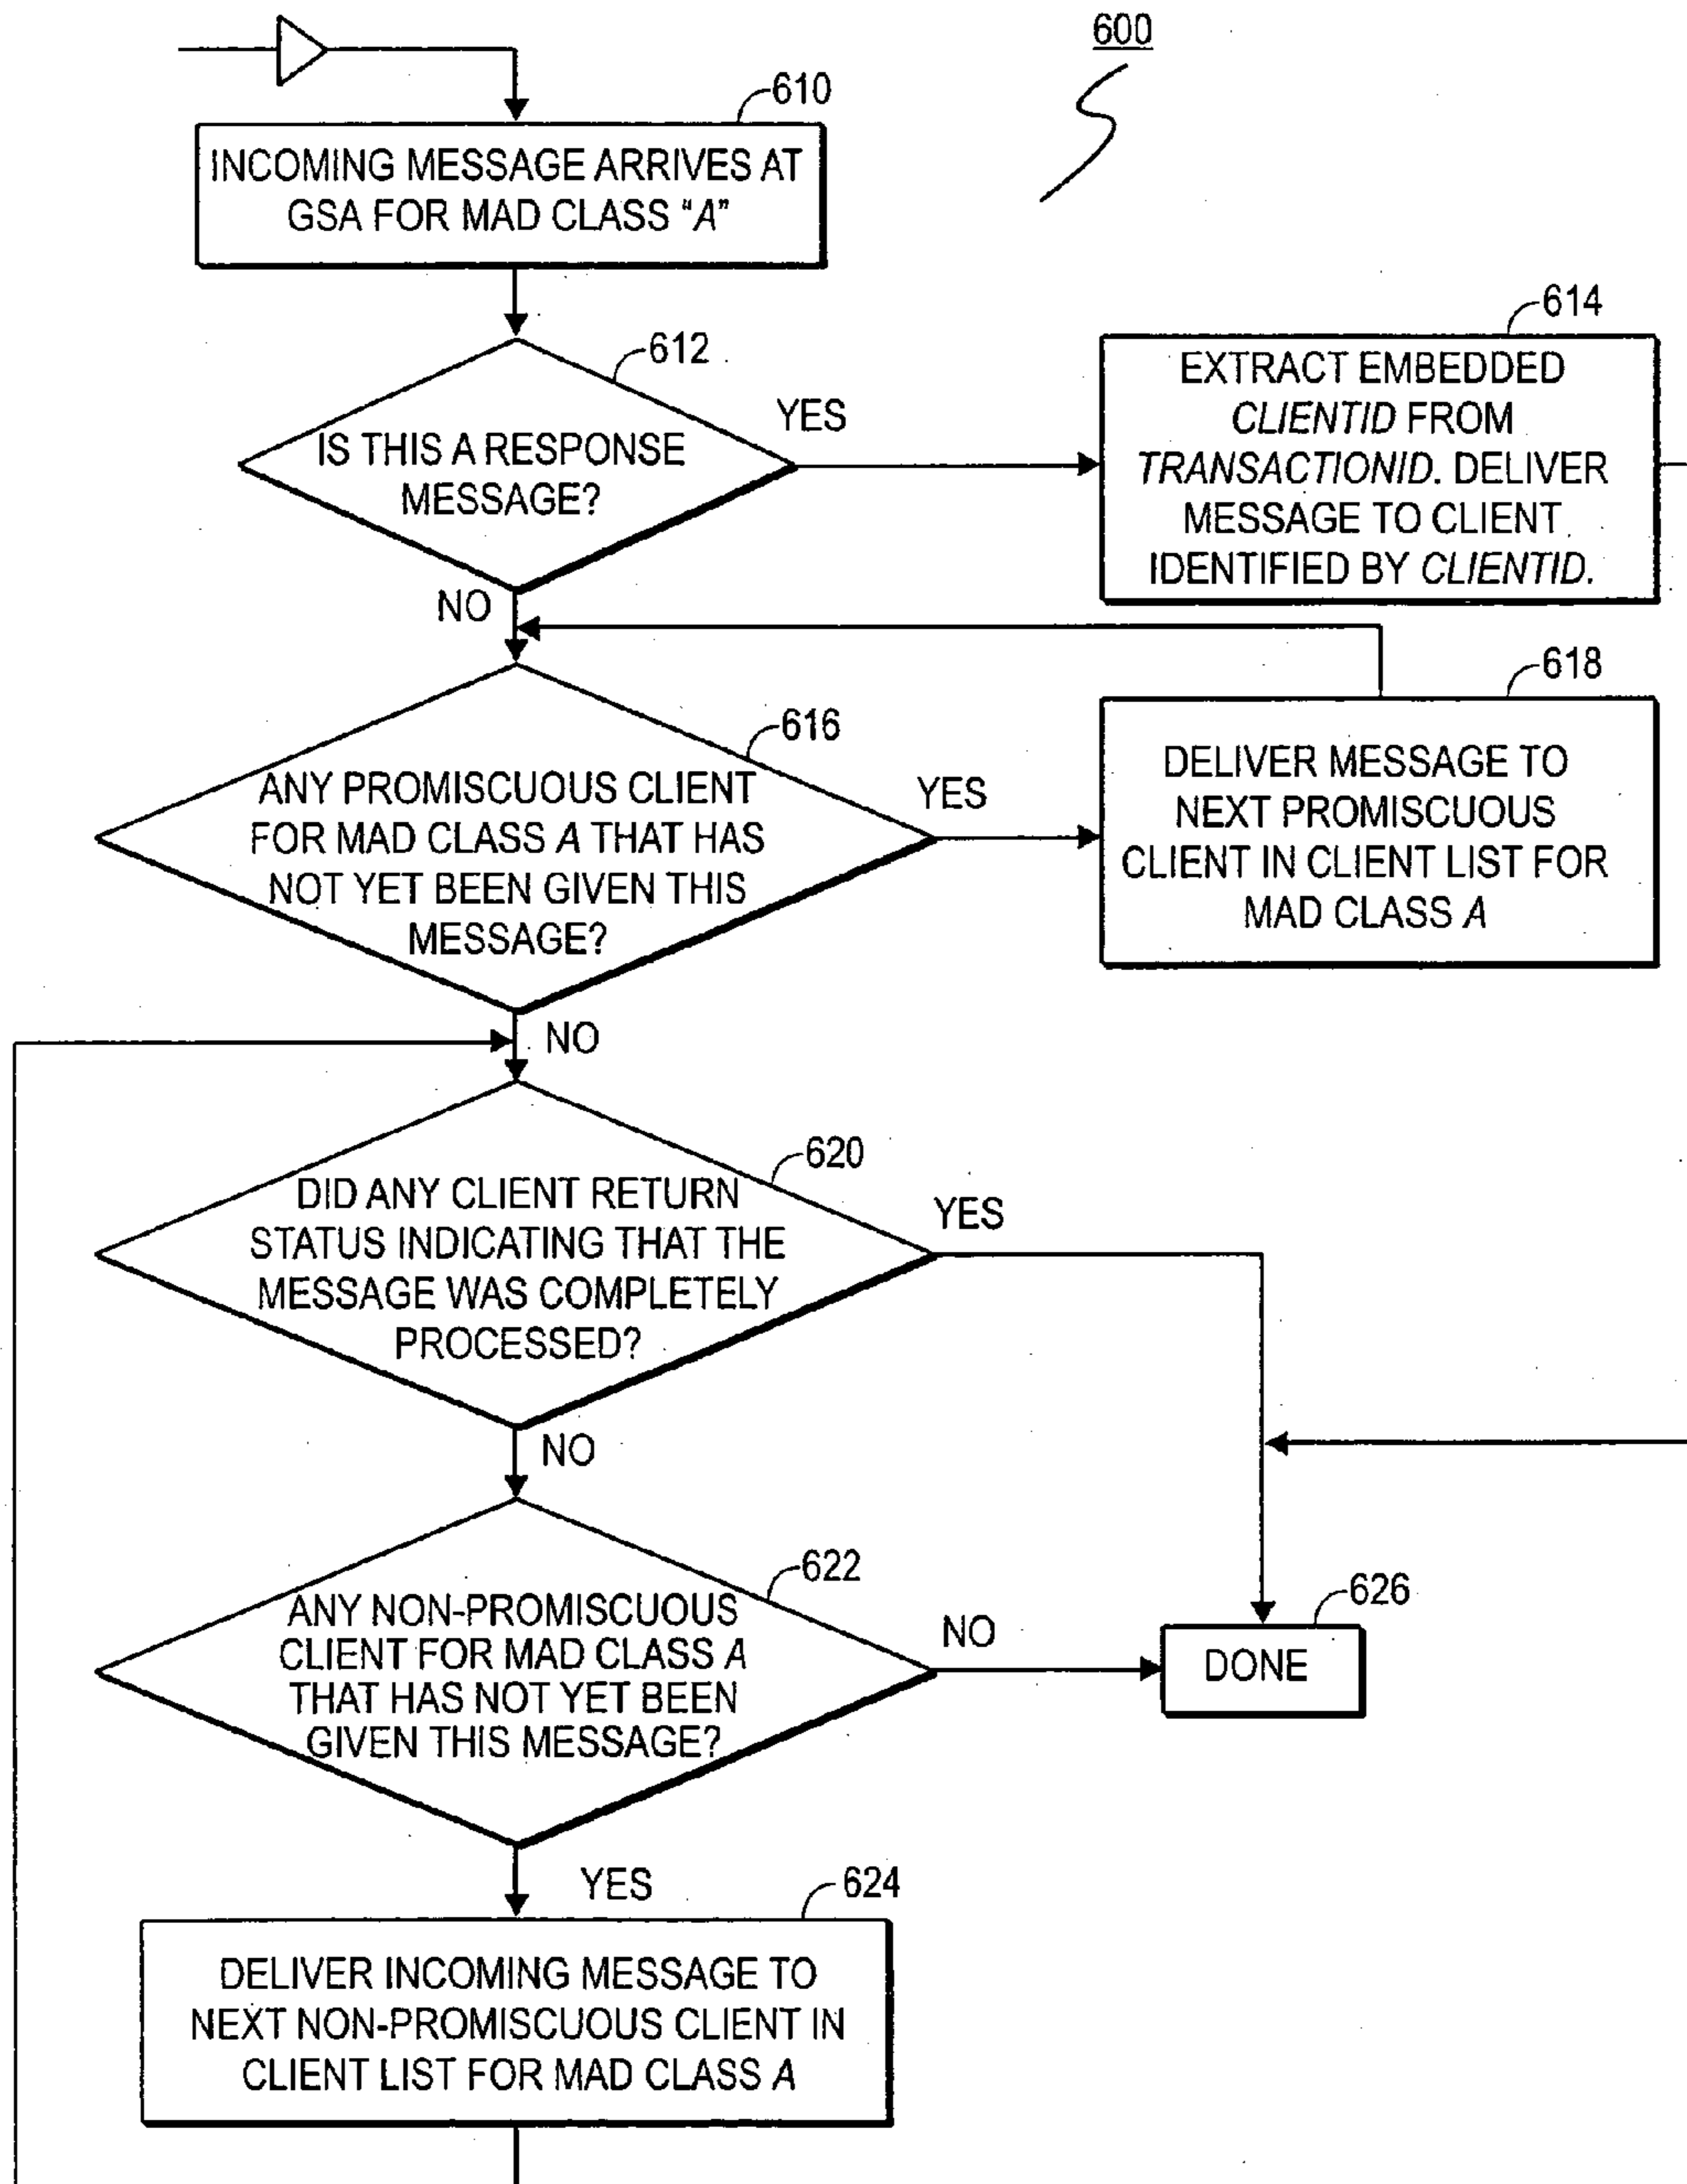 600
610
INCOMING MESSAGE ARRIVES AT
GSA FOR MAD CLASS "A"
612
IS THIS A RESPONSE
MESSAGE?
YES
614
EXTRACT EMBEDDED
CLIENTID FROM
TRANSACTIONID. DELIVER
MESSAGE TO CLIENT
IDENTIFIED BY CLIENTID.
NO
616
ANY PROMISCUOUS CLIENT
FOR MAD CLASS A THAT HAS
NOT YET BEEN GIVEN THIS
MESSAGE?
YES
618
DELIVER MESSAGE TO
NEXT PROMISCUOUS
CLIENT IN CLIENT LIST FOR
MAD CLASS A
NO
620
DID ANY CLIENT RETURN
STATUS INDICATING THAT THE
MESSAGE WAS COMPLETELY
PROCESSED?
YES
NO
622
ANY NON-PROMISCUOUS
CLIENT FOR MAD CLASS A
THAT HAS NOT YET BEEN
GIVEN THIS MESSAGE?
NO
626
DONE
YES
624
DELIVER INCOMING MESSAGE TO
NEXT NON-PROMISCUOUS CLIENT IN
CLIENT LIST FOR MAD CLASS A